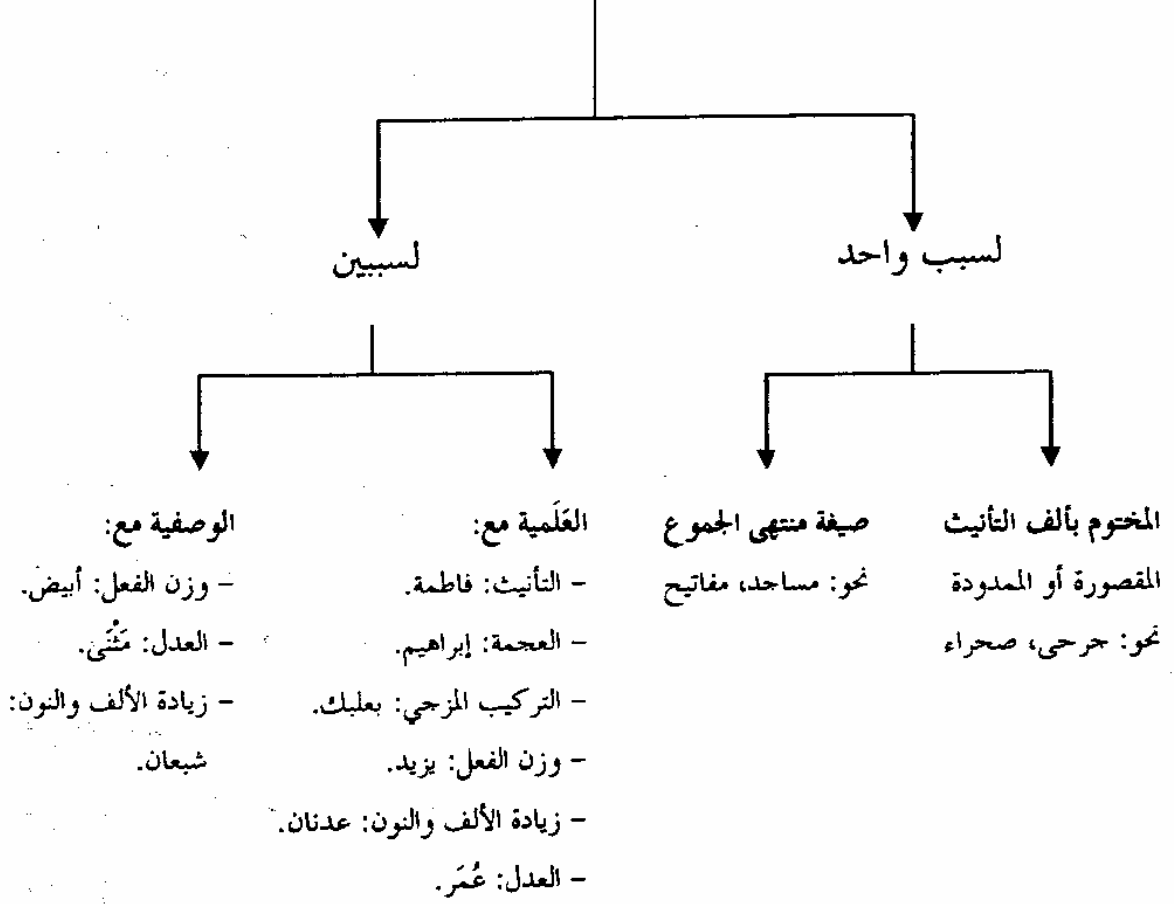 لسبب واحد
لسببين
المختوم بألف التأنيث
المقصورة أو الممدودة
نحو: جرحى، صحراء
صيغة منتهى الجموع
نحو: مساجد، مفاتيح
العَلَمية مع:
– التأنيث: فاطمة.
– العجمة: إبراهيم.
– التركيب المزجي: بعلبك.
– وزن الفعل: يزيد.
– زيادة الألف والنون: عدنان.
– العدل: عُمَر.
الوصفية مع:
– وزن الفعل: أبيض.
– العدل: مَثْنَى.
– زيادة الألف والنون:
شبعان.